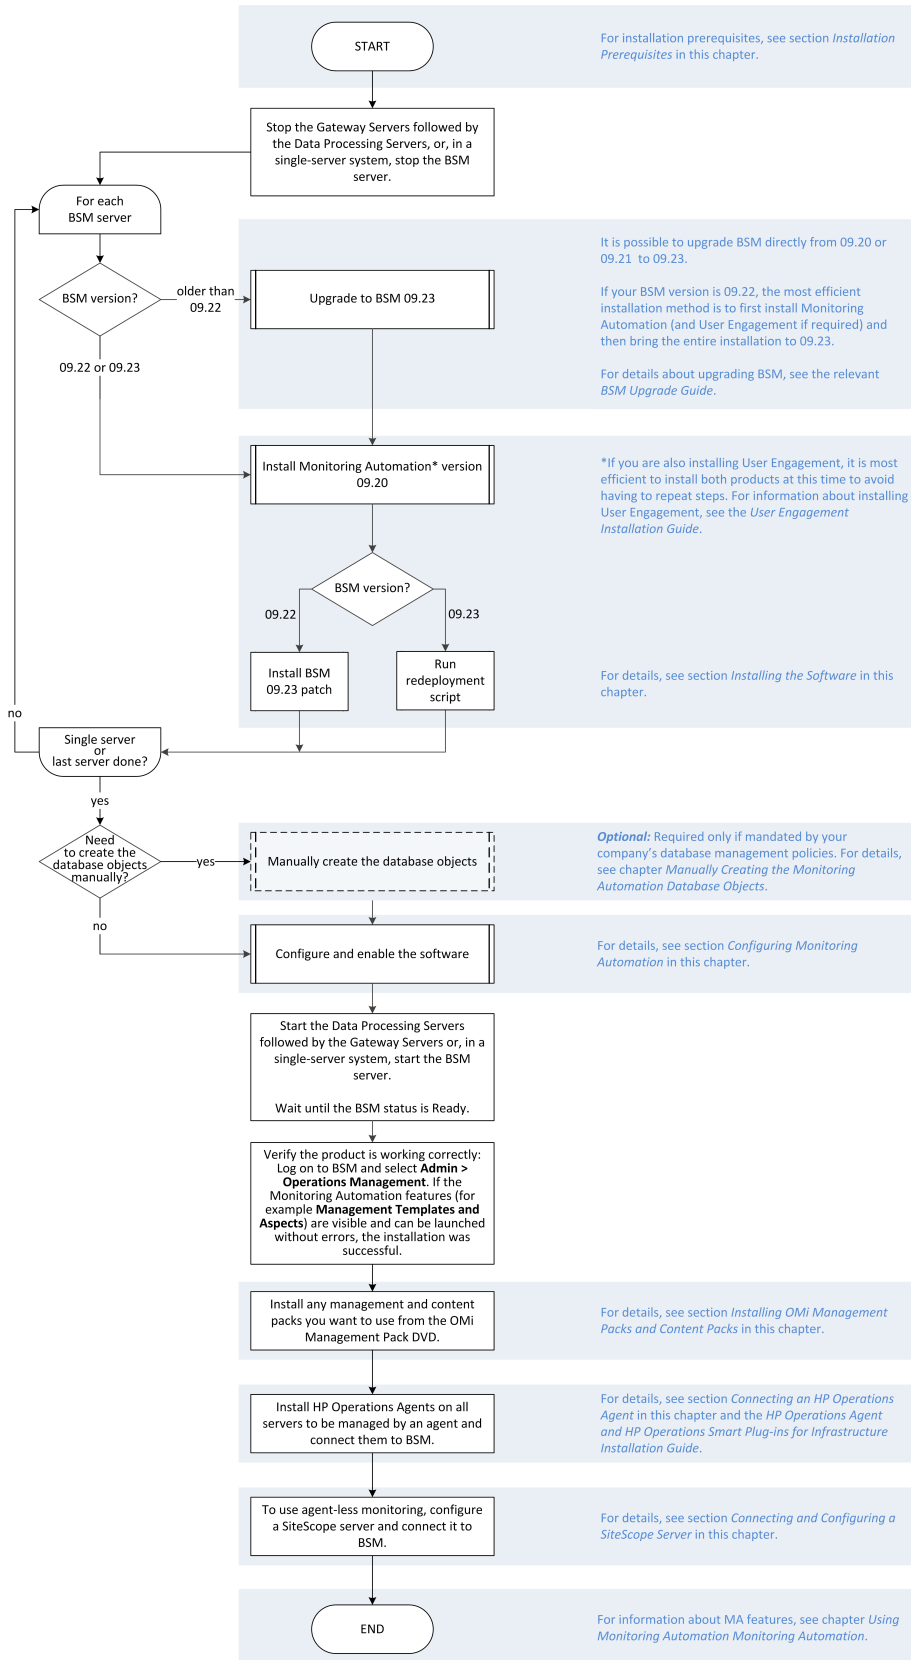 START
For installation prerequisites, see section Installation
Prerequisites in this chapter.
Stop the Gateway Servers followed by
the Data Processing Servers, or, in a
single-server system, stop the BSM
server.
For each
BSM server
BSM version?
older than
09.22
Upgrade to BSM 09.23
It is possible to upgrade BSM directly from 09.20 or
09.21 to 09.23.
If your BSM version is 09.22, the most efficient
installation method is to first install Monitoring
Automation (and User Engagement if required) and
then bring the entire installation to 09.23.
For details about upgrading BSM, see the relevant
BSM Upgrade Guide.
09.22 or 09.23
Install Monitoring Automation* version
09.20
*If you are also installing User Engagement, it is most
efficient to install both products at this time to avoid
having to repeat steps. For information about installing
User Engagement, see the User Engagement
Installation Guide.
BSM version?
09.22
09.23
Install BSM
09.23 patch
Run
redeployment
script
For details, see section Installing the Software in this
chapter.
no
Single server
or
last server done?
yes
Need
to create the
database objects
manually?
yes
Manually create the database objects
Optional: Required only if mandated by your
company's database management policies. For details,
see chapter Manually Creating the Monitoring
Automation Database Objects.
no
Configure and enable the software
For details, see section Configuring Monitoring
Automation in this chapter.
Start the Data Processing Servers
followed by the Gateway Servers or, in a
single-server system, start the BSM
server.
Wait until the BSM status is Ready.
Verify the product is working correctly:
Log on to BSM and select Admin >
Operations Management. If the
Monitoring Automation features (for
example Management Templates and
Aspects) are visible and can be launched
without errors, the installation was
successful.
Install any management and content
packs you want to use from the OMi
Management Pack DVD.
For details, see section Installing OMi Management
Packs and Content Packs in this chapter.
Install HP Operations Agents on all
servers to be managed by an agent and
connect them to BSM.
For details, see section Connecting an HP Operations
Agent in this chapter and the HP Operations Agent
and HP Operations Smart Plug-ins for Infrastructure
Installation Guide.
To use agent-less monitoring, configure
a SiteScope server and connect it to
BSM.
For details, see section Connecting and Configuring a
SiteScope Server in this chapter.
END
For information about MA features, see chapter Using
Monitoring Automation Monitoring Automation.